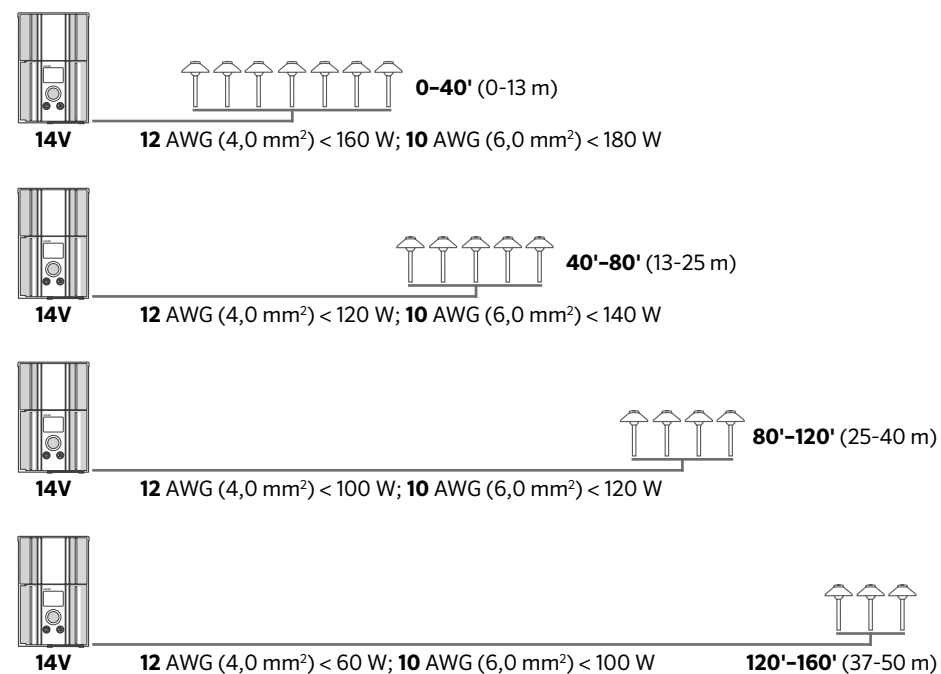 0–40' (0-13 m)
14V 12 AWG (4,0 mm²) < 160 W; 10 AWG (6,0 mm²) < 180 W
40'–80' (13-25 m)
14V 12 AWG (4,0 mm²) < 120 W; 10 AWG (6,0 mm²) < 140 W
80'–120' (25-40 m)
14V 12 AWG (4,0 mm²) < 100 W; 10 AWG (6,0 mm²) < 120 W
14V 12 AWG (4,0 mm²) < 60 W; 10 AWG (6,0 mm²) < 100 W 120'–160' (37-50 m)